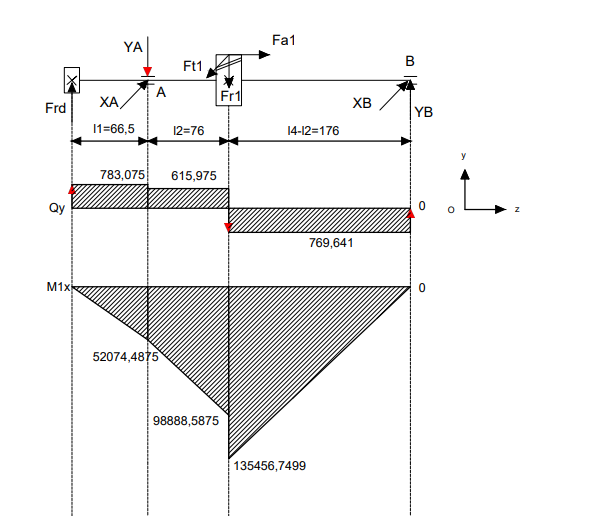 Fa1
YA
Ft1
B
Fr1
A
XA
XB
Frd
YB
l1=66,5
l2=76
l4-l2=176
y
783,075
615,975
Qy
0
O
z
769,641
M1x
0
52074,4875
98888,5875
135456,7499